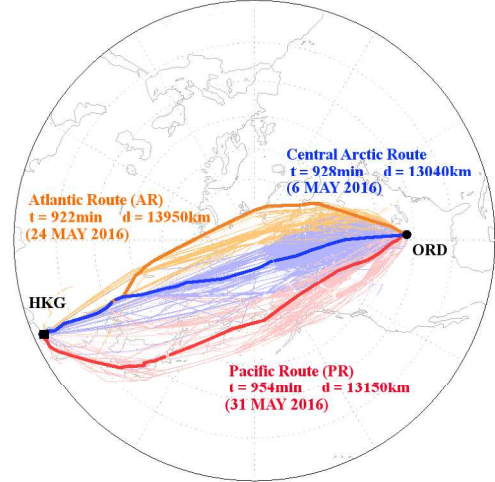 Central Arctic Route
t = 928min d = 13040km
(6 MAY 2016)
Atlantic Route (AR)
t = 922min d = 13950km
(24 MAY 2016)
ORD
HKG
Pacific Route (PR)
t = 954min d = 13150km
(31 MAY 2016)